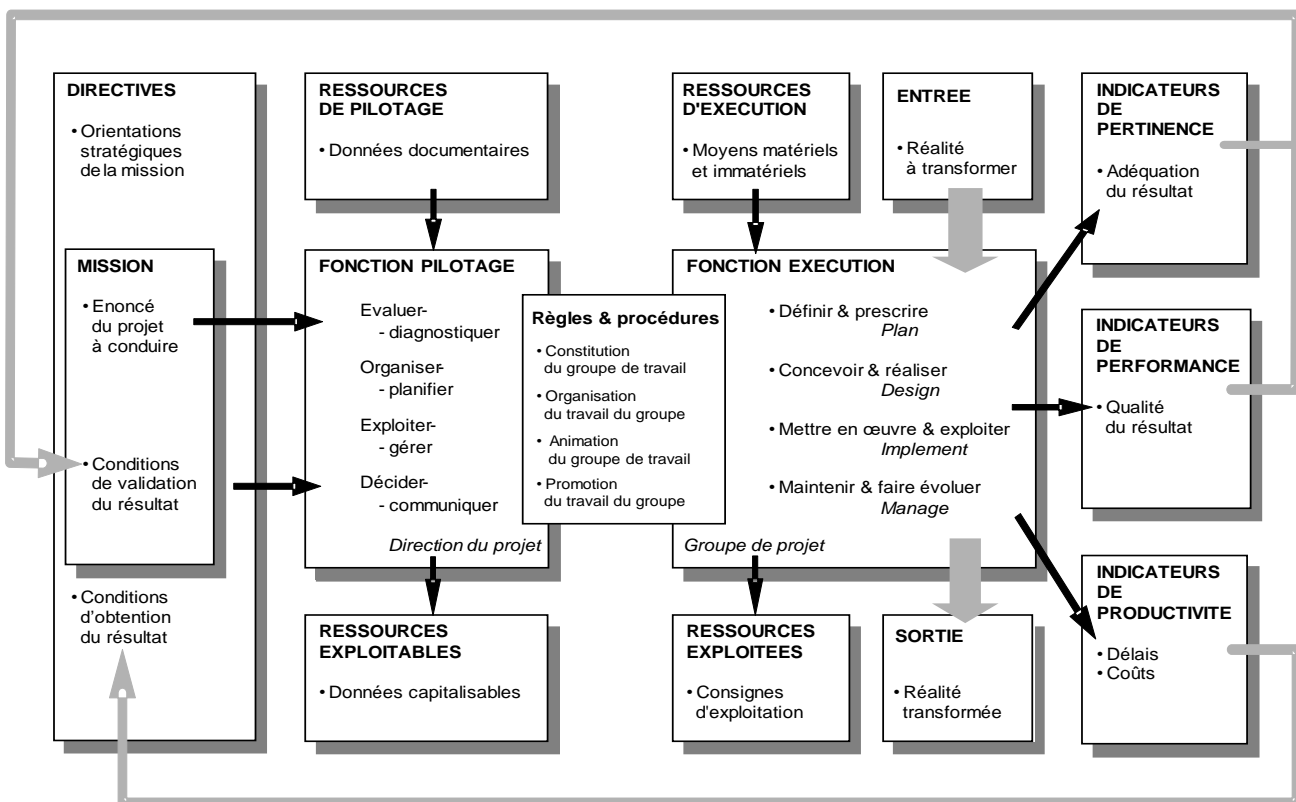 DIRECTIVES
• Orientations
stratégiques
de la mission
MISSION
• Enoncé
du projet
à conduire
• Conditions
de validation
du résultat
• Conditions
d'obtention
du résultat
RESSOURCES
DE PILOTAGE
• Données documentaires
FONCTION PILOTAGE
Evaluer-
- diagnostiquer
Organiser-
- planifier
Exploiter-
- gérer
Décider-
- communiquer
Direction du projet
RESSOURCES
EXPLOITABLES
• Données capitalisables
Règles & procédures
• Constitution
du groupe de travail
• Organisation
du travail du groupe
• Animation
du groupe de travail
• Promotion
du travail du groupe
RESSOURCES
D'EXECUTION
• Moyens matériels
et immatériels
ENTREE
• Réalité
à transformer
FONCTION EXECUTION
• Définir & prescrire
Plan
• Concevoir & réaliser
Design
• Mettre en œuvre & exploiter
Implement
• Maintenir & faire évoluer
Manage
Groupe de projet
RESSOURCES
EXPLOITEES
• Consignes
d'exploitation
SORTIE
• Réalité
transformée
INDICATEURS
DE
PERTINENCE
• Adéquation
du résultat
INDICATEURS
DE
PERFORMANCE
• Qualité
du résultat
INDICATEURS
DE
PRODUCTIVITE
• Délais
• Coûts